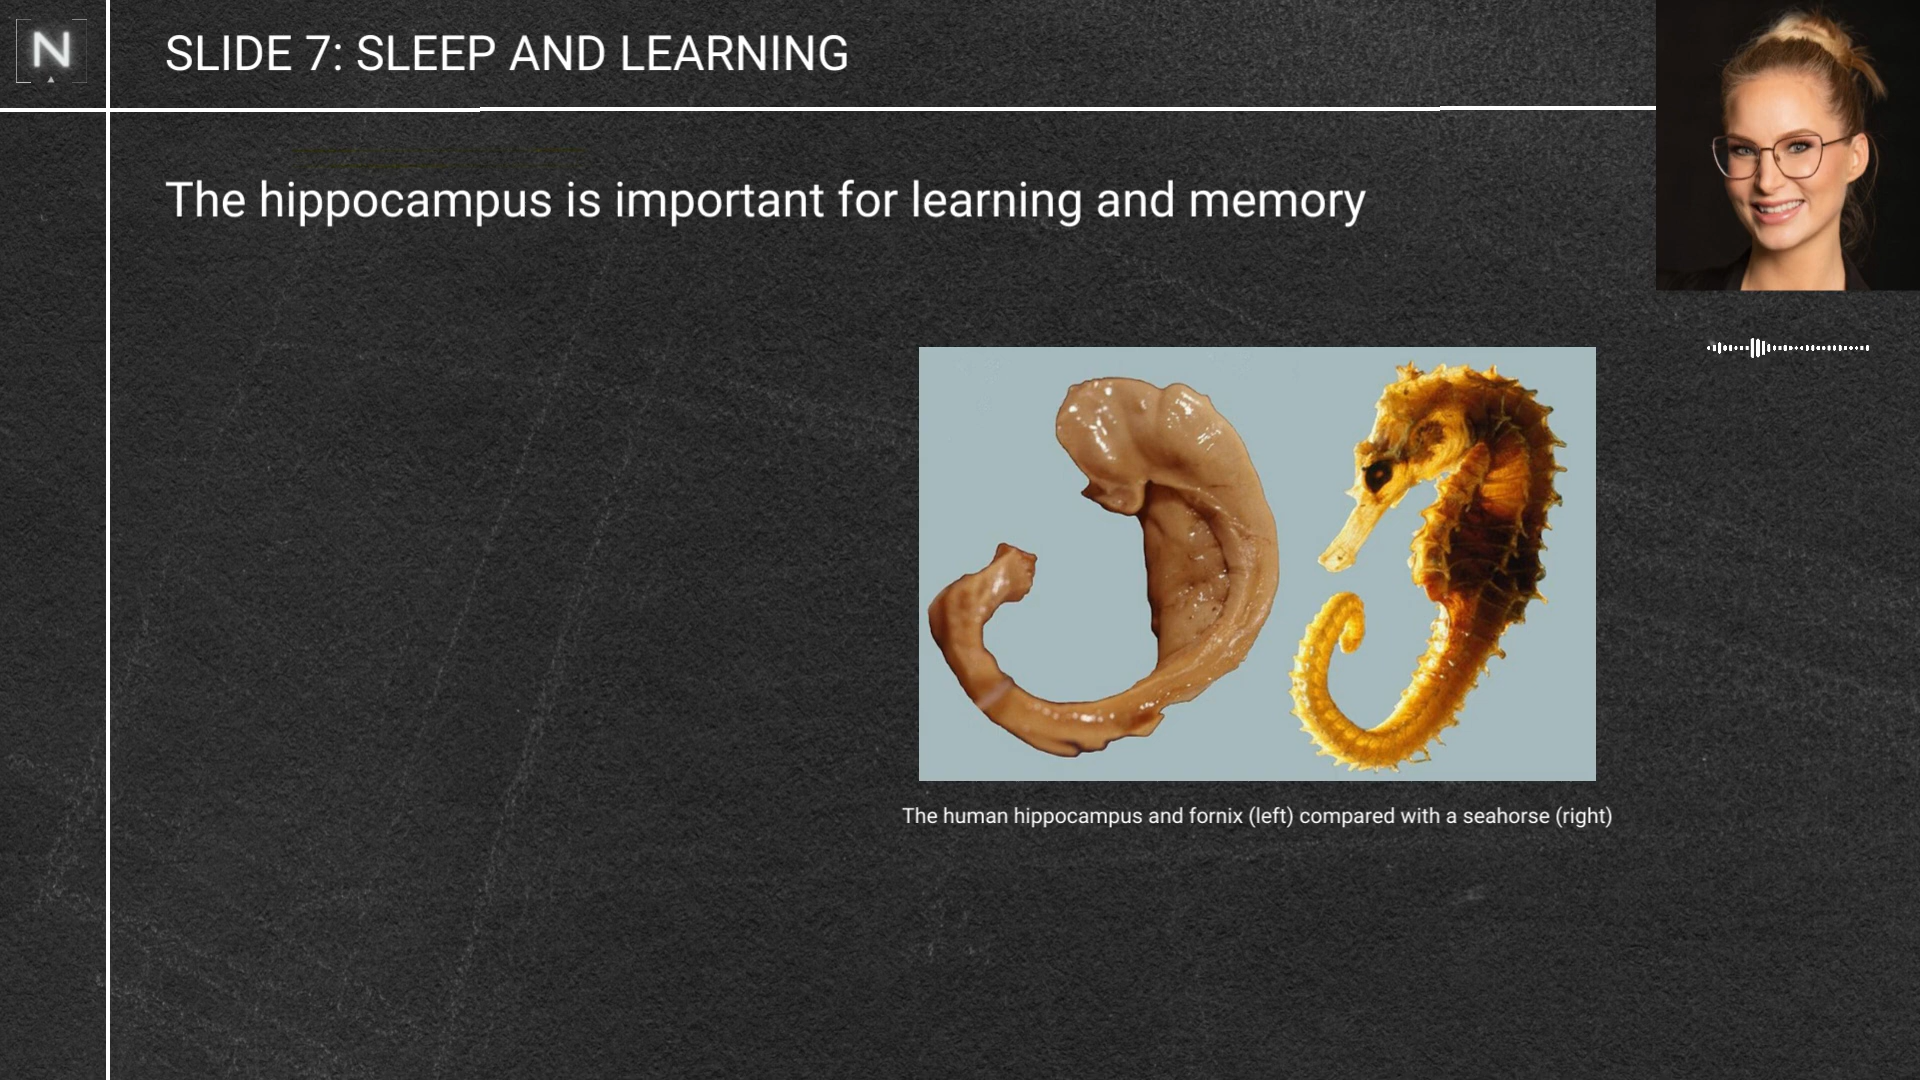 N
SLIDE 7: SLEEP AND LEARNING
The hippocampus is important for learning and memory
The human hippocampus and fornix (left) compared with a seahorse (right)